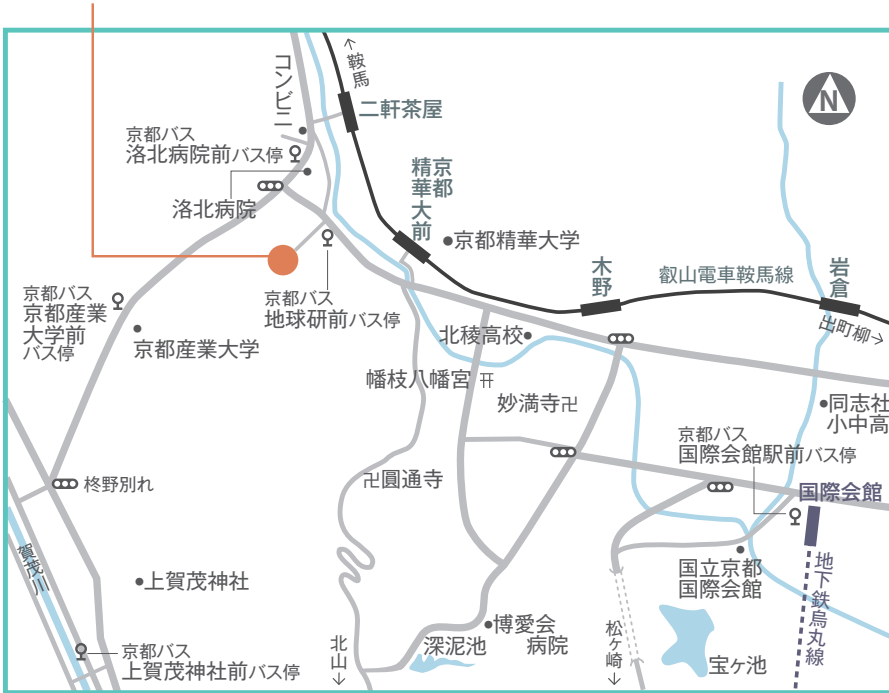 ↑鞍馬
コンビニ
二軒茶屋
N
京都バス
洛北病院前バス停
洛北病院
京都
精華大前
京都精華大学
木野
叡山電車鞍馬線
岩倉
出町柳→
京都バス
京都産業
大学前
バス停
京都産業大学
京都バス
地球研前バス停
北稜高校
幡枝八幡宮
妙満寺卍
同志社
小中高
京都バス
国際会館駅前バス停
国際会館
柊野別れ
卍圓通寺
賀茂川
上賀茂神社
国立京都
国際会館
地下鉄烏丸線
京都バス
上賀茂神社前バス停
北山↓
深泥池
博愛会
病院
松ヶ崎↓
宝ヶ池